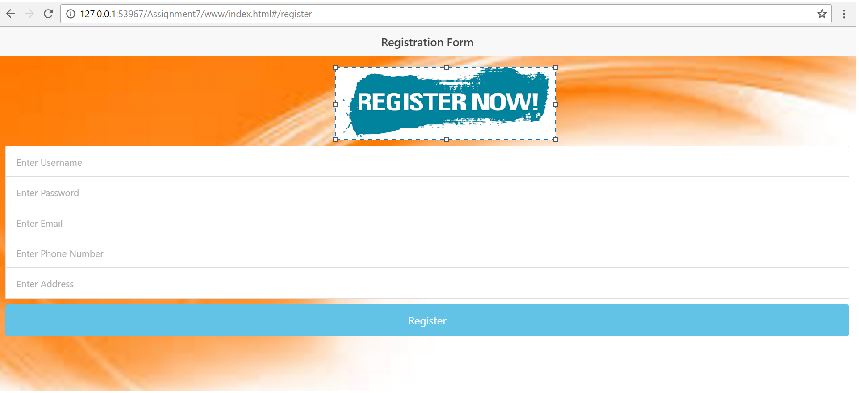 127.0.0.1:53967/Assignment7/www/index.html#/register
Registration Form
REGISTER NOW!
Enter Username
Enter Password
Enter Email
Enter Phone Number
Enter Address
Register